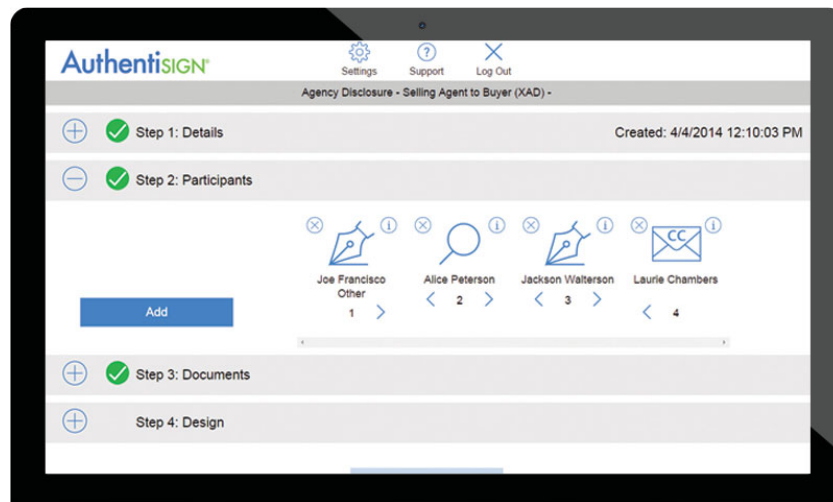 AuthentiSIGN®
Settings
Support
Log Out
Agency Disclosure - Selling Agent to Buyer (XAD) -
Step 1: Details
Created: 4/4/2014 12:10:03 PM
Step 2: Participants
CC
Joe Francisco
Other
Alice Peterson
Jackson Walterson
Laurie Chambers
1
2
3
4
Add
Step 3: Documents
Step 4: Design